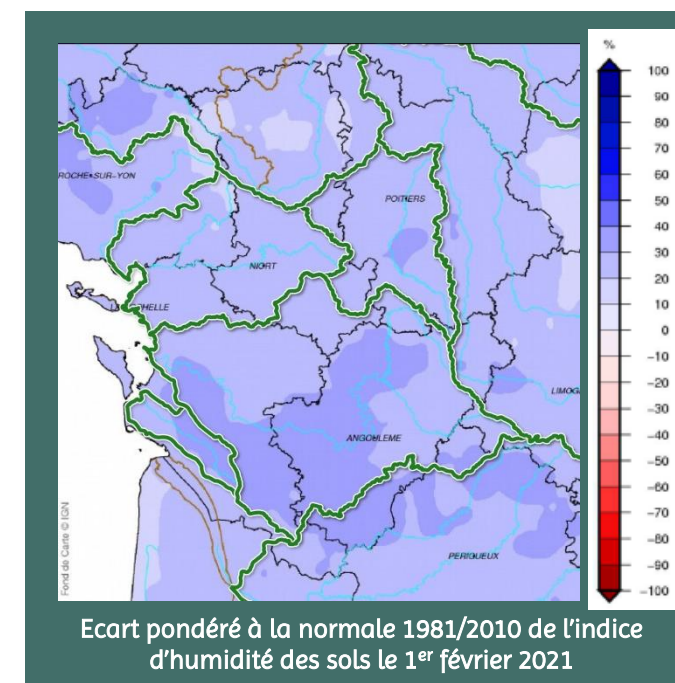 %
100
90
80
70
60
50
40
30
20
10
0
-10
-20
-30
-40
-50
-60
-70
-80
-90
-100
ROCHE-SUR-YON
POITIERS
NIORT
HELLE
LIMOG
ANGOULEME
PERIGUEUX
Fond de Carte © IGN
Ecart pondéré à la normale 1981/2010 de l'indice
d'humidité des sols le 1er février 2021